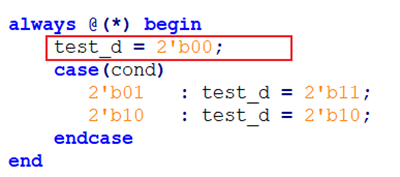 always @(*) begin
test_d = 2'b00;
case(cond)
2'b01 : test_d = 2'b11;
2'b10 : test_d = 2'b10;
endcase
end